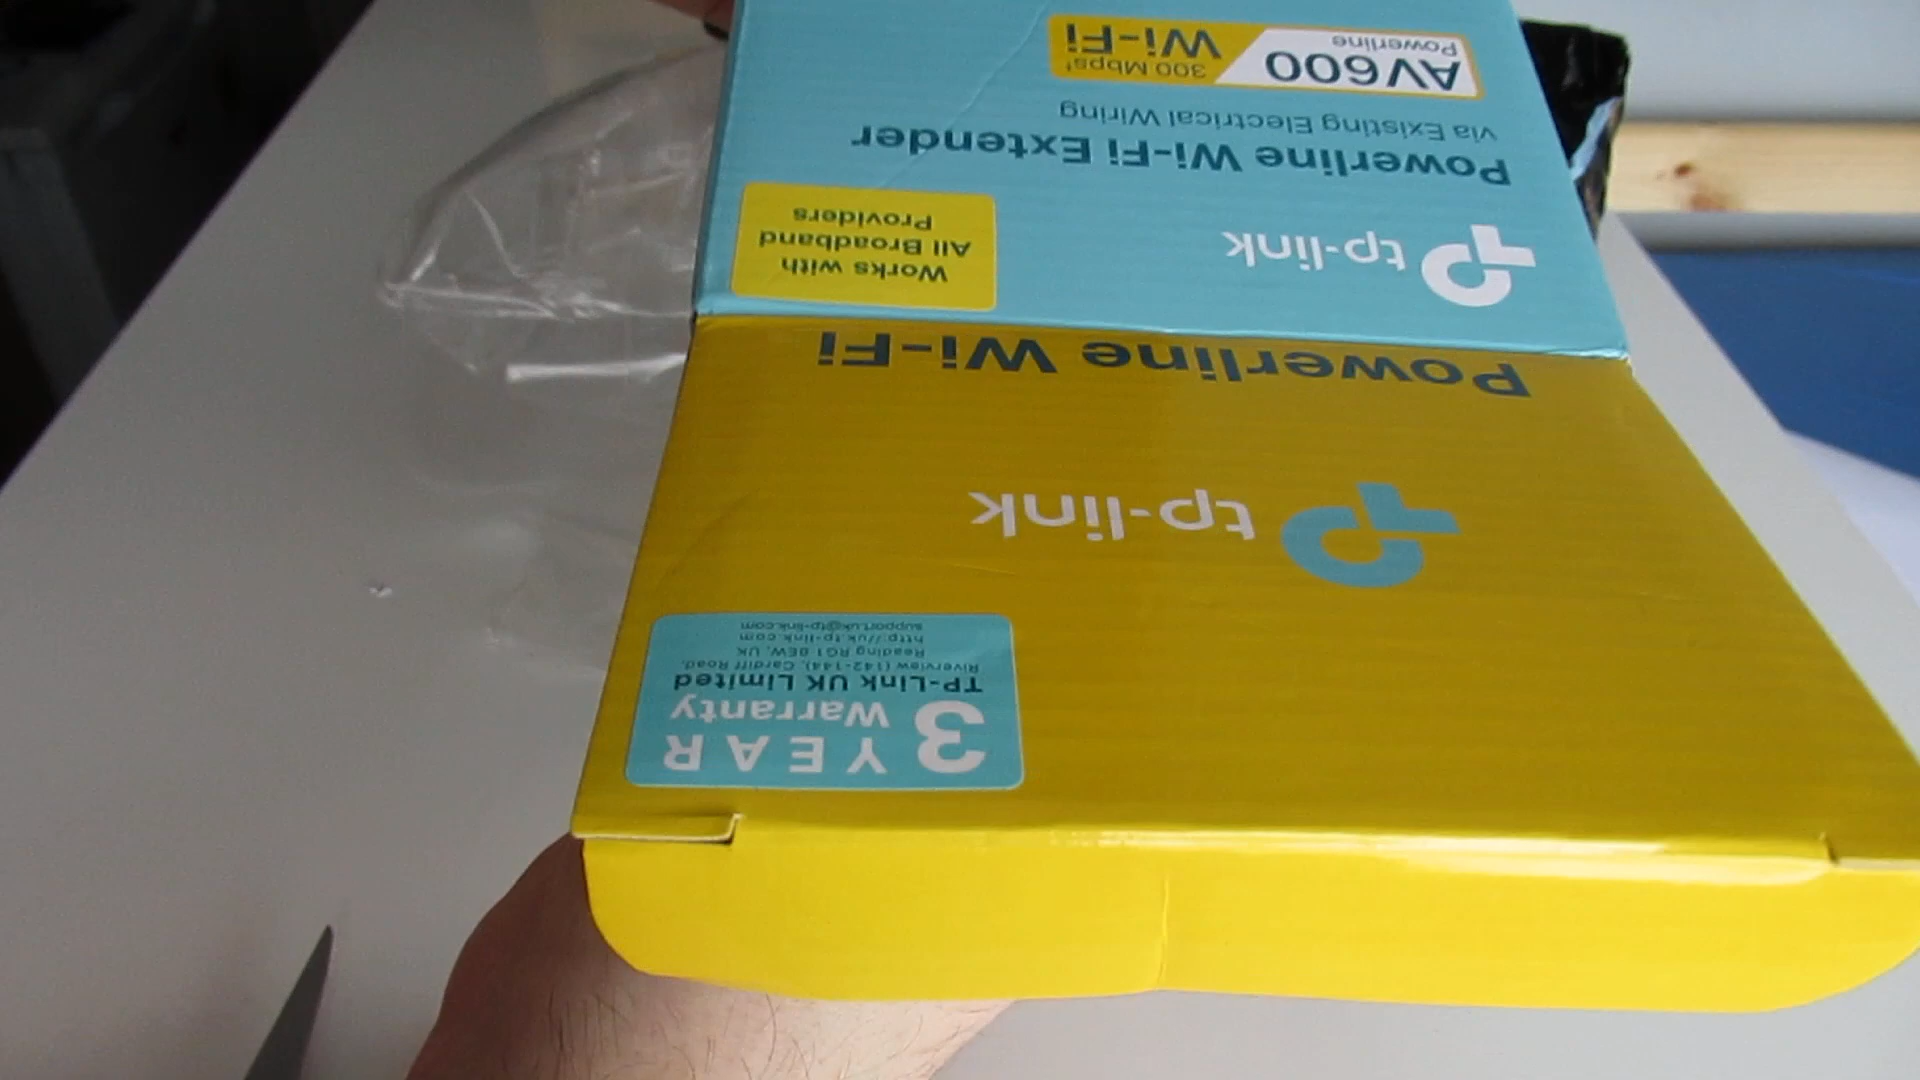 3 YEAR
Warranty
TP-Link UK Limited
Riverview (142-144), Cardiff Road,
Reading RG1 8EW, UK
http://uk.tp-link.com
support.uk@tp-link.com
tp-link
Powerline Wi-Fi
tp-link
Works with
All Broadband
Providers
Powerline Wi-Fi Extender
via Existing Electrical Wiring
AV600
Powerline
300 Mbps†
Wi-Fi